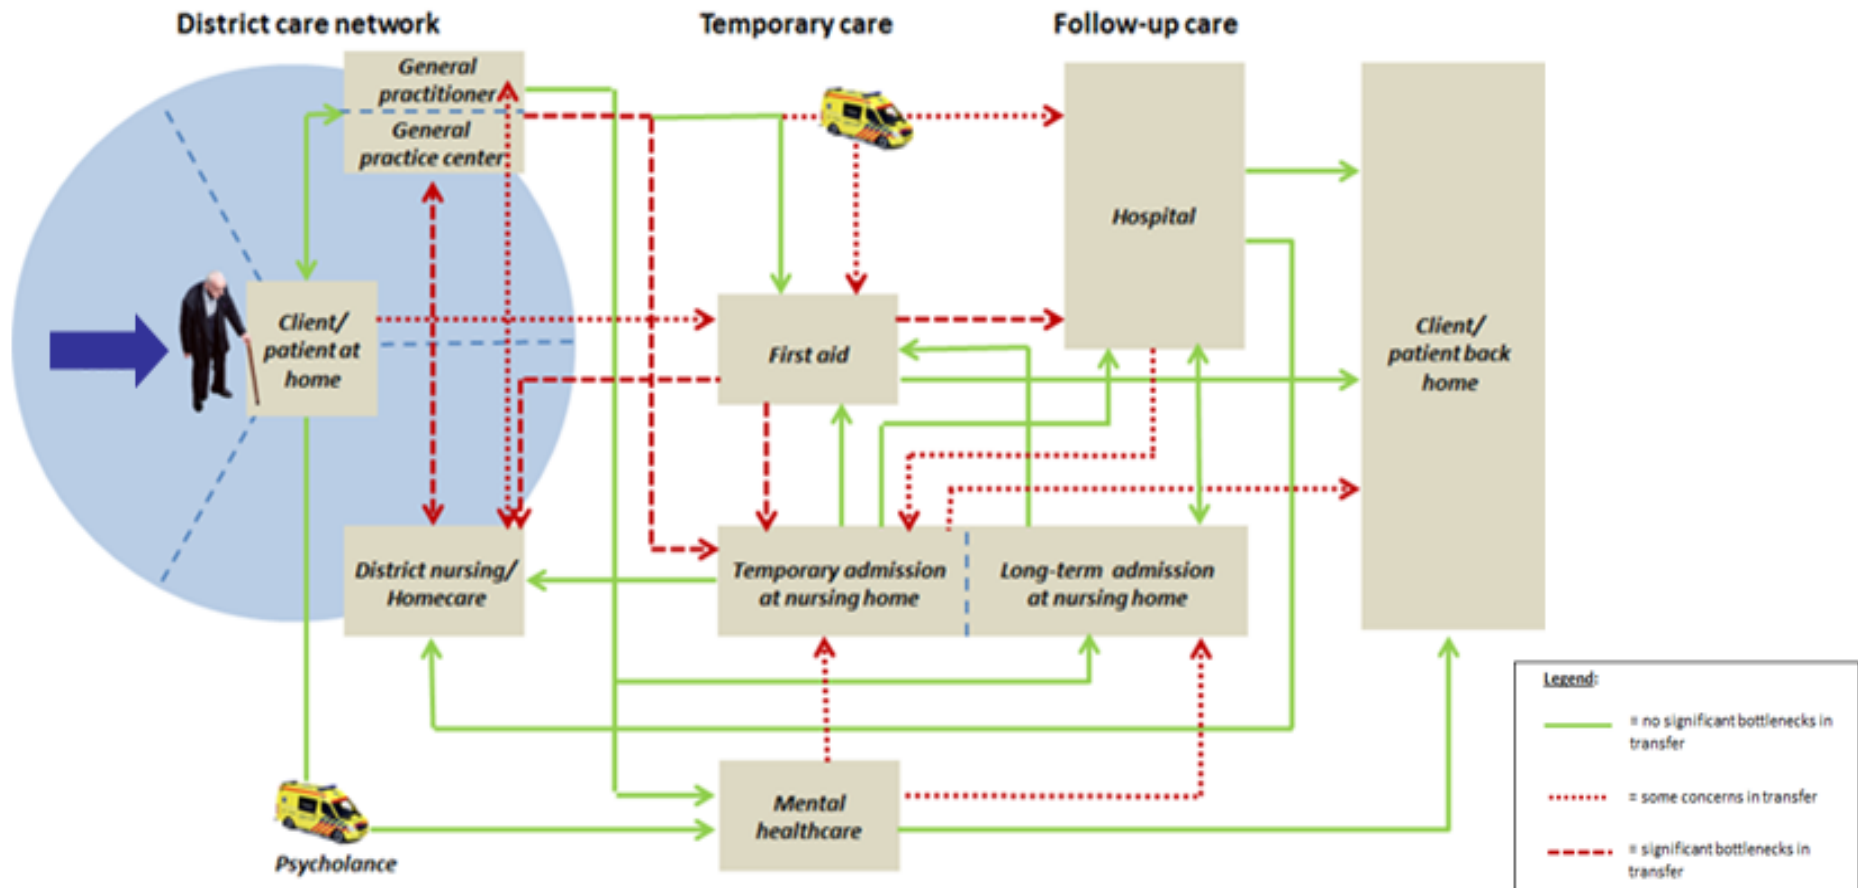 District care network
Temporary care
Follow-up care
General
practitioner
General
practice center
Hospital
Client/
patient at
home
First aid
Client/
patient back
home
District nursing/
Homecare
Temporary admission
at nursing home
Long-term admission
at nursing home
Mental
healthcare
Psycholance
Legend:
= no significant bottlenecks in
transfer
= some concerns in transfer
= significant bottlenecks in
transfer